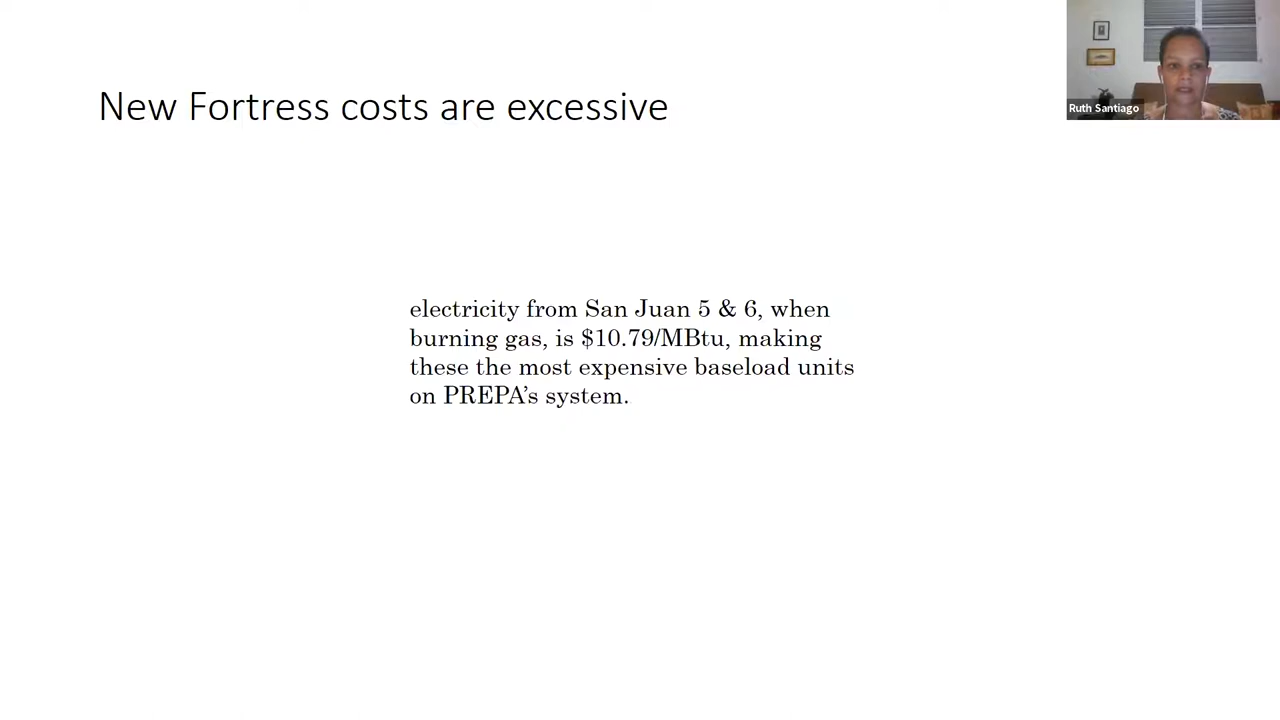 New Fortress costs are excessive
Ruth Santiago
electricity from San Juan 5 & 6, when
burning gas, is $10.79/MBtu, making
these the most expensive baseload units
on PREPA’s system.